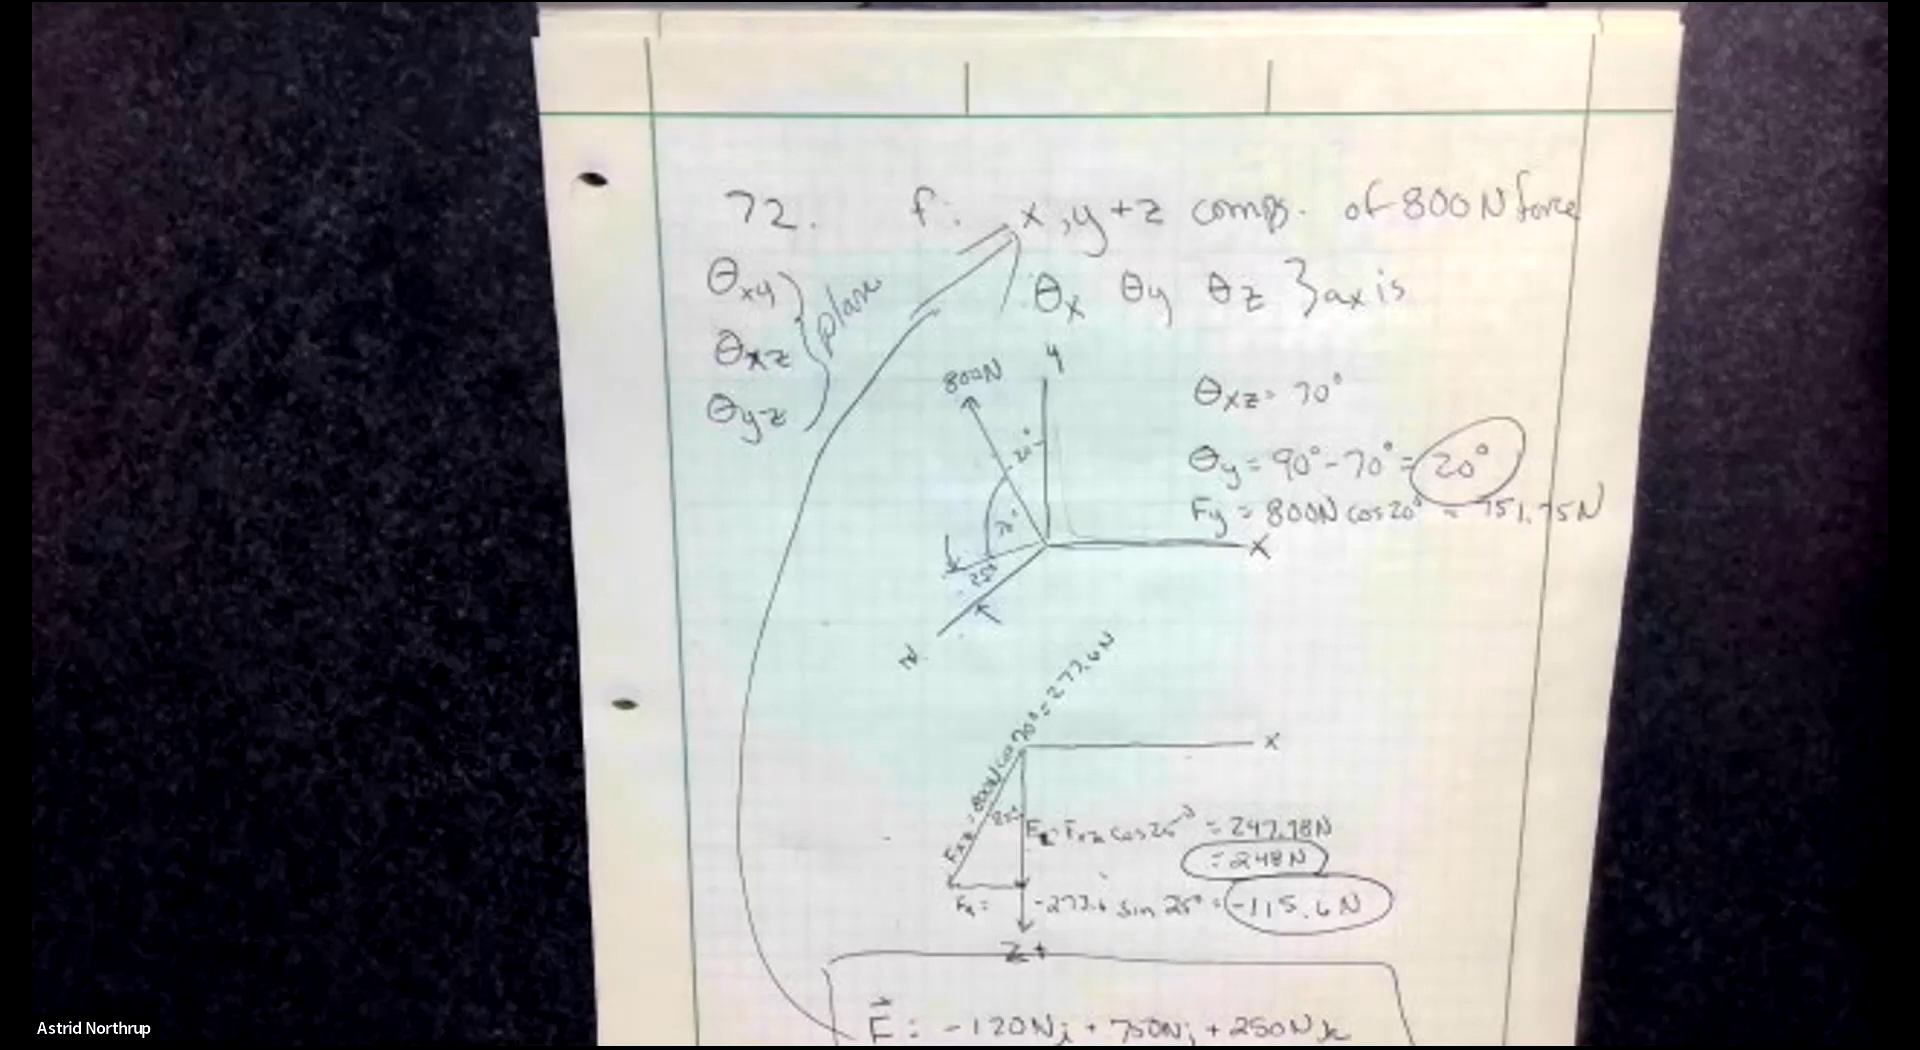 72. f: x, y + z comps. of 800N force
θxy
θxz
θyz
} plane
θx θy θz } axis
800N
y
20°
70°
25°
x
z
θxz = 70°
θy = 90° - 70° = 20°
Fy = 800N cos 20° = 751.75N
Fxz = 800N cos 70° = 273.6N
x
25°
Fz = Fxz cos 25° = 247.98N
= 248N
Fx = -273.6 sin 25° = -115.6N
z +
F⃗: -120N i + 750N j + 250N k
Astrid Northrup